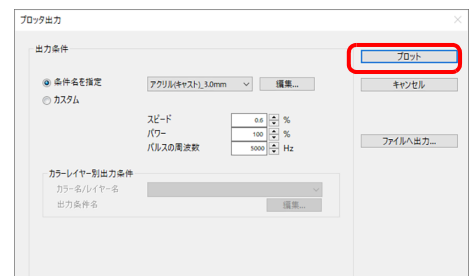 プロッタ出力
出力条件
プロット
条件名を指定 アクリル(キャスト)_3.0mm 編集... キャンセル
カスタム
スピード 0.6 %
パワー 100 % ファイルへ出力...
パルスの周波数 5000 Hz
カラーレイヤー別出力条件
カラー名/レイヤー名
出力条件名 編集...